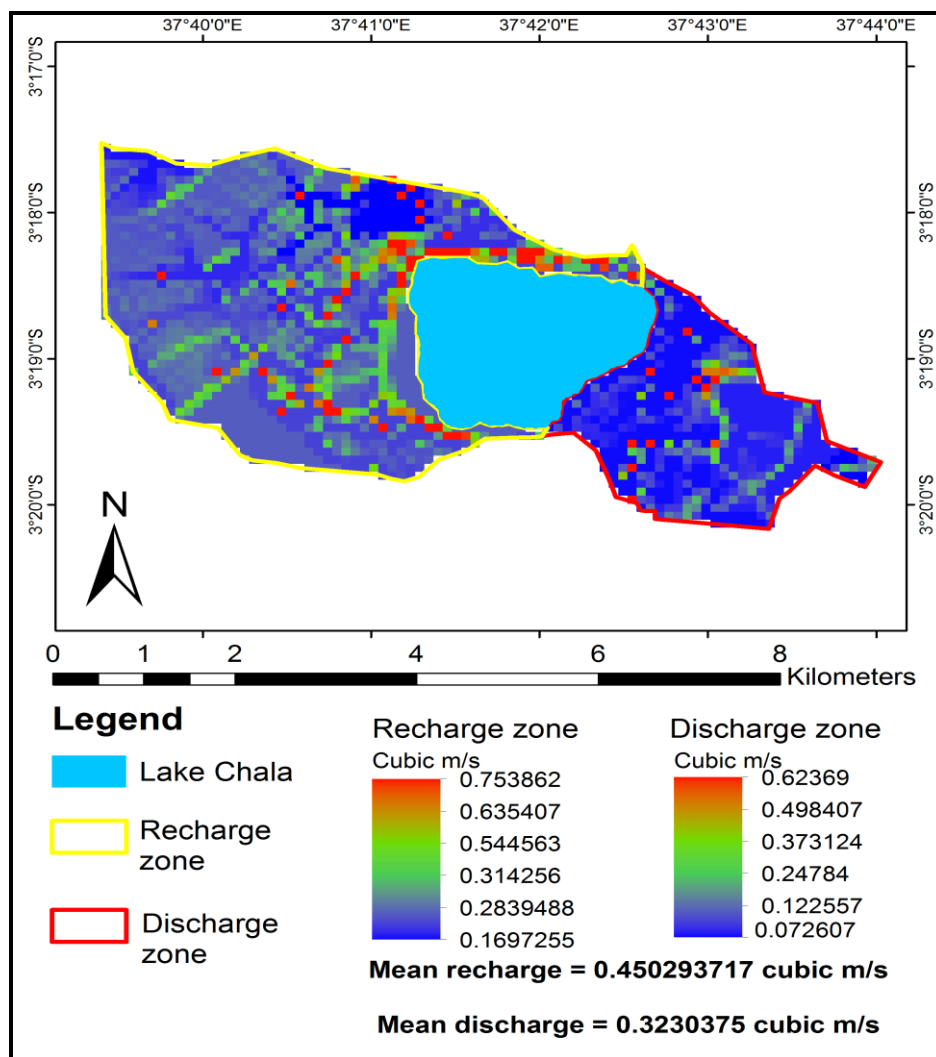 37°40'0"E 37°41'0"E 37°42'0"E 37°43'0"E 37°44'0"E
3°17'0"S 3°17'0"S
3°18'0"S 3°18'0"S
3°19'0"S 3°19'0"S
3°20'0"S 3°20'0"S
N
0 1 2 4 6 8
Kilometers
Legend
Lake Chala
Recharge
zone
Discharge
zone
Recharge zone
Cubic m/s
0.753862
0.635407
0.544563
0.314256
0.2839488
0.1697255
Discharge zone
Cubic m/s
0.62369
0.498407
0.373124
0.24784
0.122557
0.072607
Mean recharge = 0.450293717 cubic m/s
Mean discharge = 0.3230375 cubic m/s